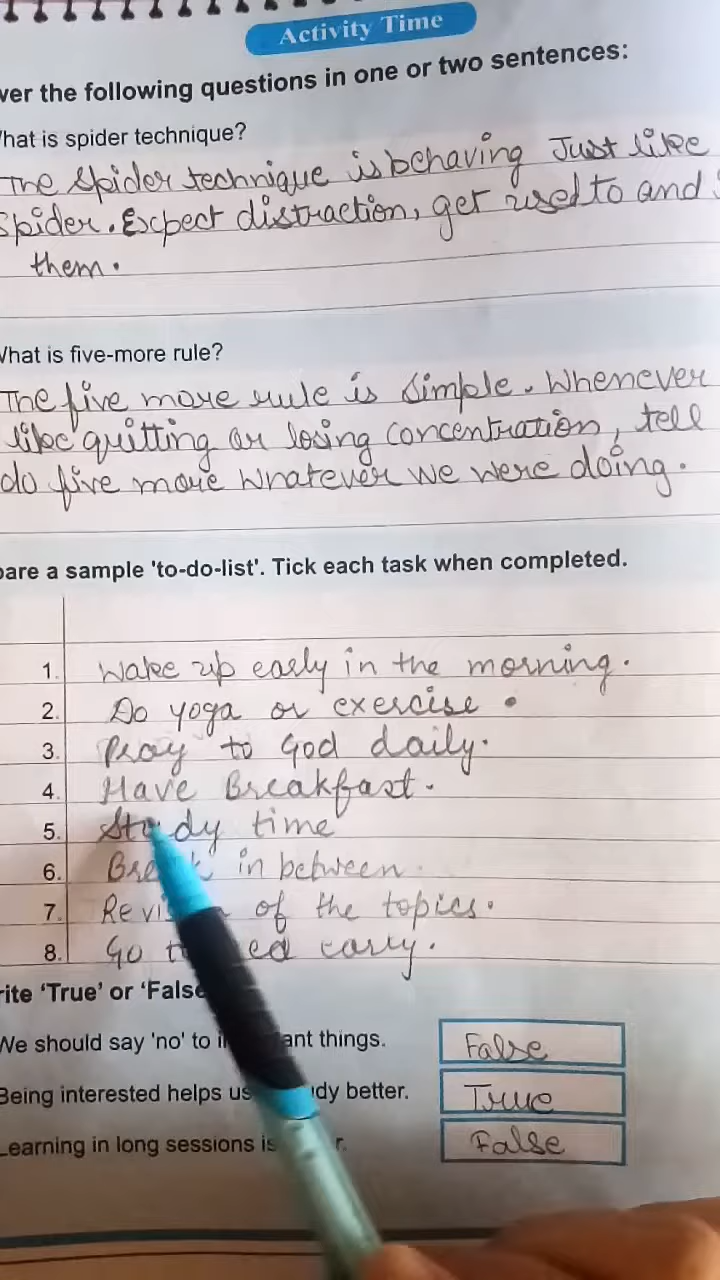 Activity Time
ver the following questions in one or two sentences:
hat is spider technique?
The spider technique is behaving Just like
spider. Expect distraction, get used to and
them.
What is five-more rule?
The five more rule is simple. Whenever
like quitting or losing concentration, tell
do five more whatever we were doing.
pare a sample 'to-do-list'. Tick each task when completed.
1. Wake up early in the morning.
2. Do yoga or exercise.
3. Pray to God daily.
4. Have Breakfast.
5. Study time
6. Break in between.
7. Revi of the topics.
8. Go t ed early.
rite 'True' or 'False
We should say 'no' to i ant things. False
Being interested helps us dy better. True
Learning in long sessions is r. False